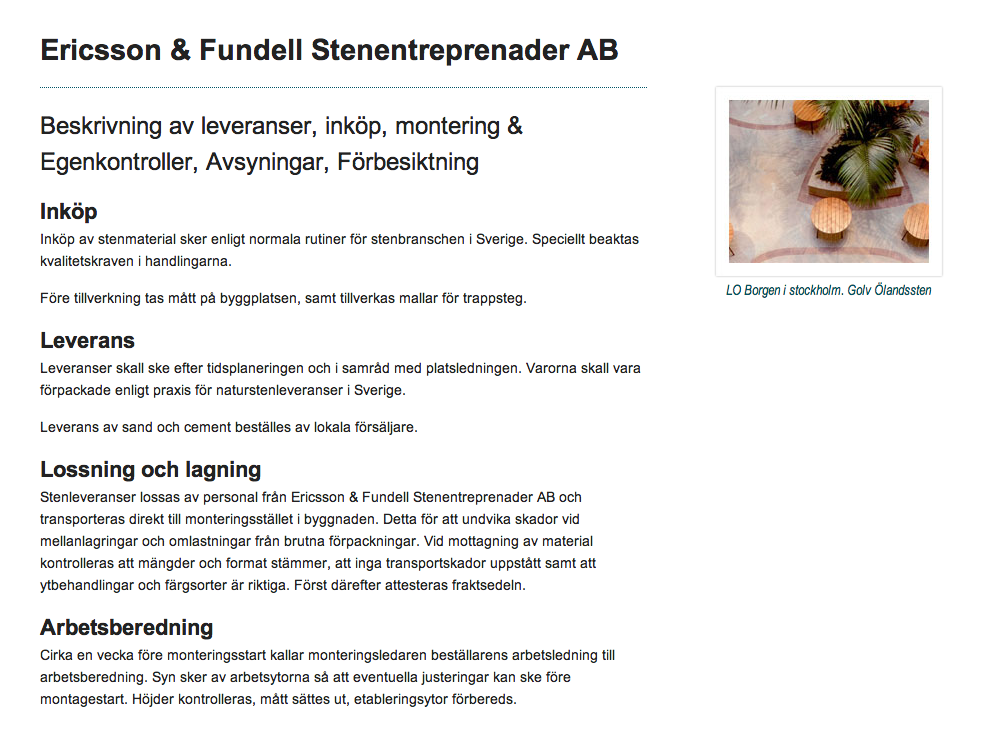 Ericsson & Fundell Stenentreprenader AB
Beskrivning av leveranser, inköp, montering &
Egenkontroller, Avsyningar, Förbesiktning
Inköp
Inköp av stenmaterial sker enligt normala rutiner för stenbranschen i Sverige. Speciellt beaktas
kvalitetskraven i handlingarna.
Före tillverkning tas mått på byggplatsen, samt tillverkas mallar för trappsteg.
Leverans
Leveranser skall ske efter tidsplaneringen och i samråd med platsledningen. Varorna skall vara
förpackade enligt praxis för naturstenleveranser i Sverige.
Leverans av sand och cement beställes av lokala försäljare.
Lossning och lagning
Stenleveranser lossas av personal från Ericsson & Fundell Stenentreprenader AB och
transporteras direkt till monteringsstället i byggnaden. Detta för att undvika skador vid
mellanlagringar och omlastningar från brutna förpackningar. Vid mottagning av material
kontrolleras att mängder och format stämmer, att inga transportskador uppstått samt att
ytbehandlingar och färgsorter är riktiga. Först därefter attesteras fraktsedeln.
Arbetsberedning
Cirka en vecka före monteringsstart kallar monteringsledaren beställarens arbetsledning till
arbetsberedning. Syn sker av arbetsytorna så att eventuella justeringar kan ske före
montagestart. Höjder kontrolleras, mått sättes ut, etableringsytor förbereds.
LO Borgen i stockholm. Golv Ölandssten